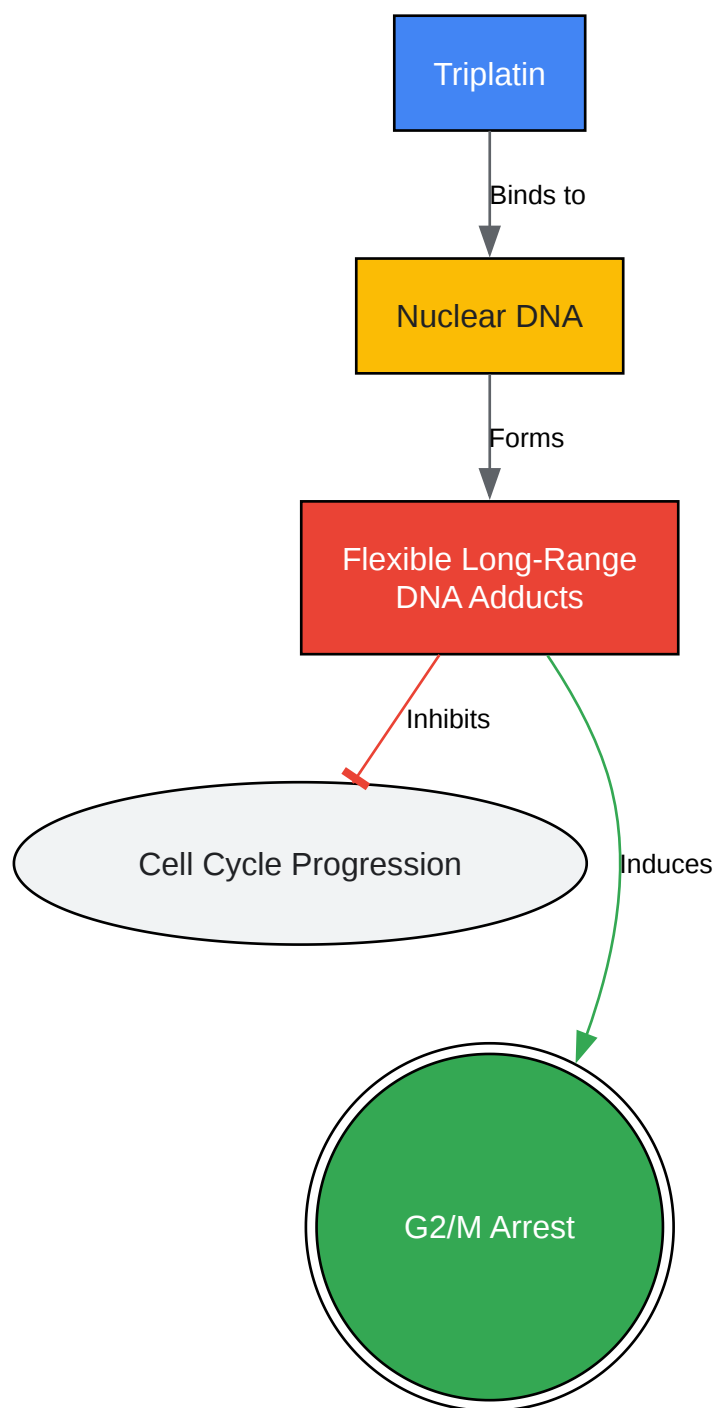 Triplatin
Binds to
Nuclear DNA
Forms
Flexible Long-Range
DNA Adducts
Inhibits
Cell Cycle Progression
Induces
G2/M Arrest